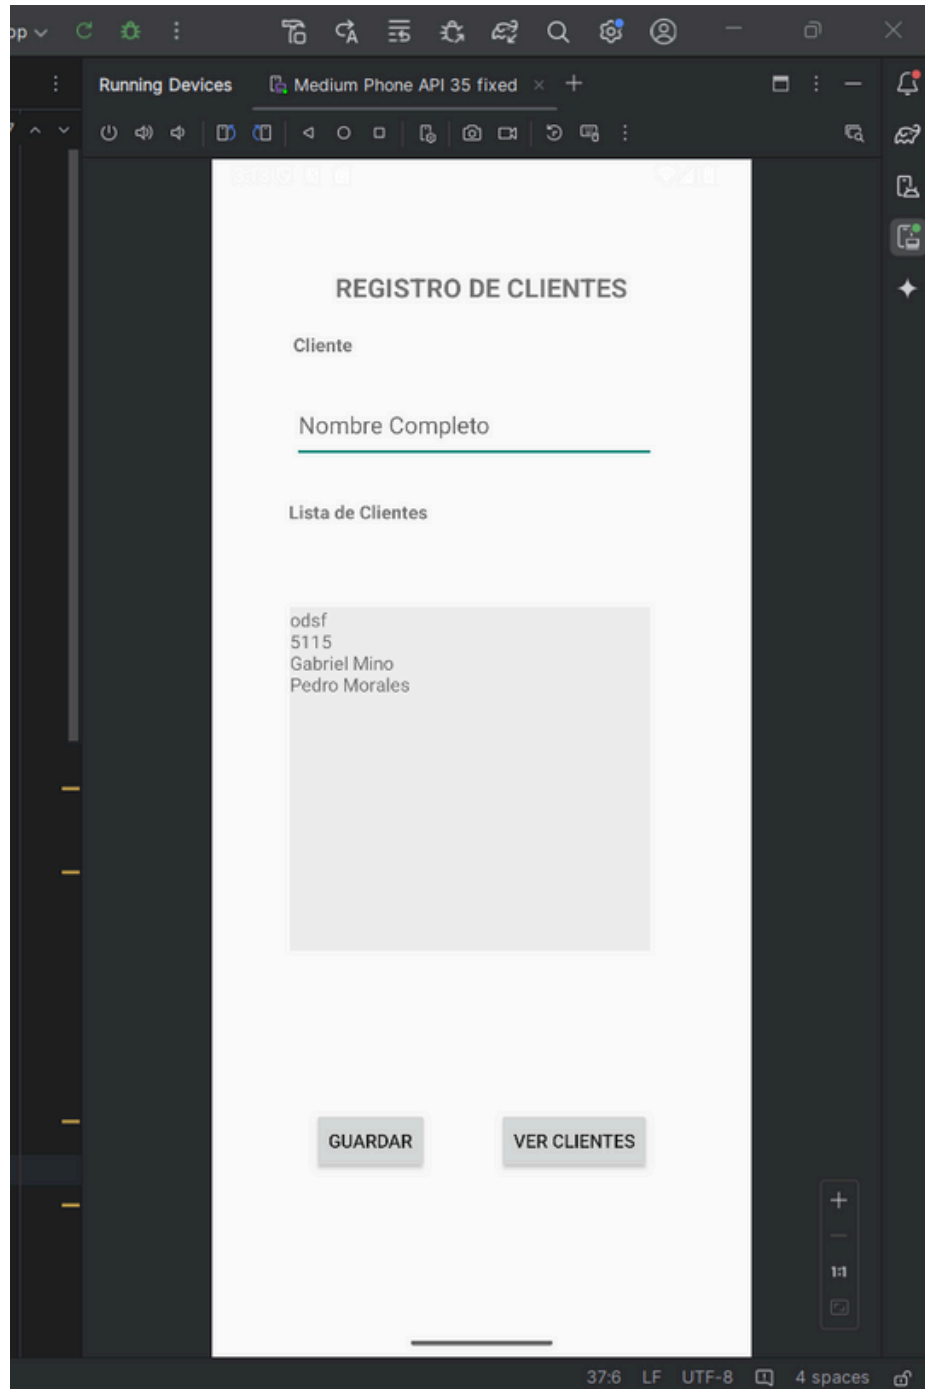 op
Running Devices
Medium Phone API 35 fixed
REGISTRO DE CLIENTES
Cliente
Nombre Completo
Lista de Clientes
odsf
5115
Gabriel Mino
Pedro Morales
GUARDAR
VER CLIENTES
1:1
37:6 LF UTF-8 4 spaces